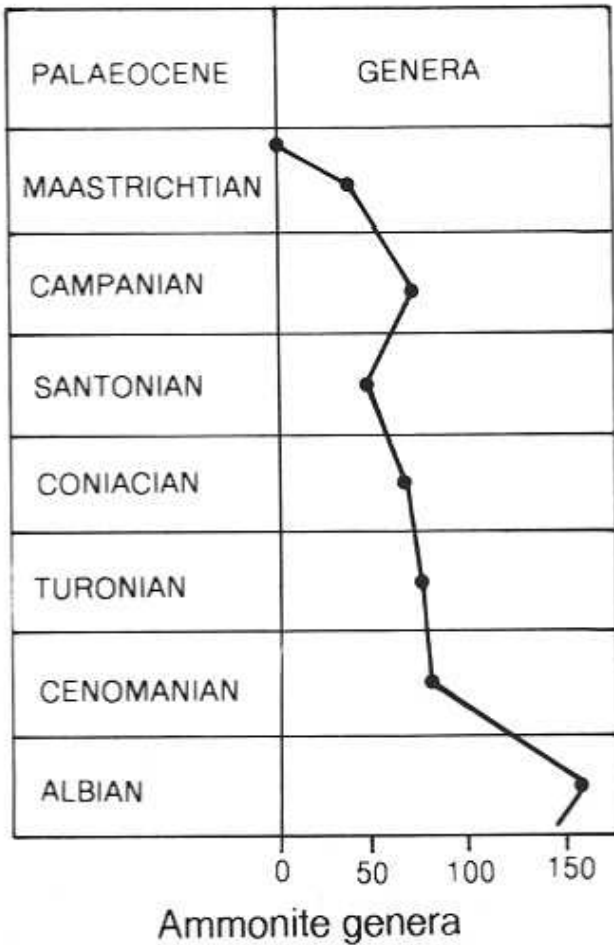 PALAEOCENE GENERA
MAASTRICHTIAN
CAMPANIAN
SANTONIAN
CONIACIAN
TURONIAN
CENOMANIAN
ALBIAN
0 50 100 150
Ammonite genera